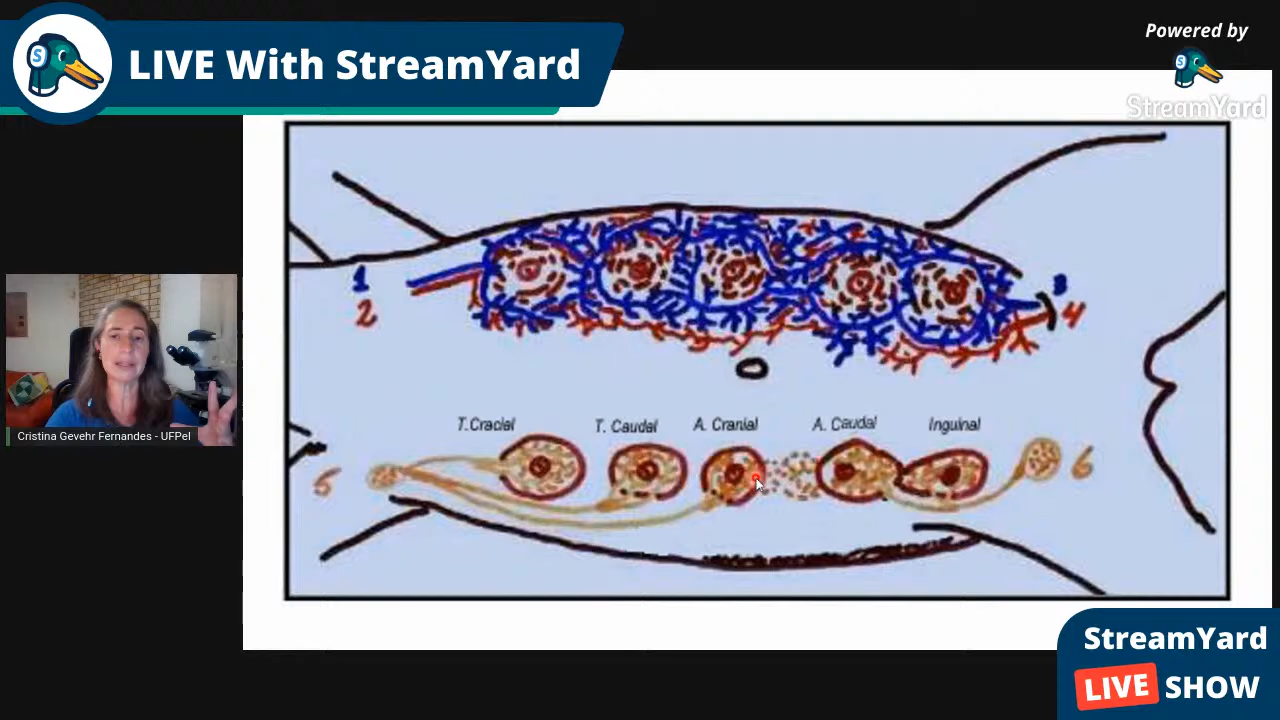 LIVE With StreamYard
Powered by
StreamYard
1
2
3
4
T.Cracial
T. Caudal
A. Cranial
A. Caudal
Inguinal
6
Cristina Gevehr Fernandes - UFPel
StreamYard
LIVE SHOW